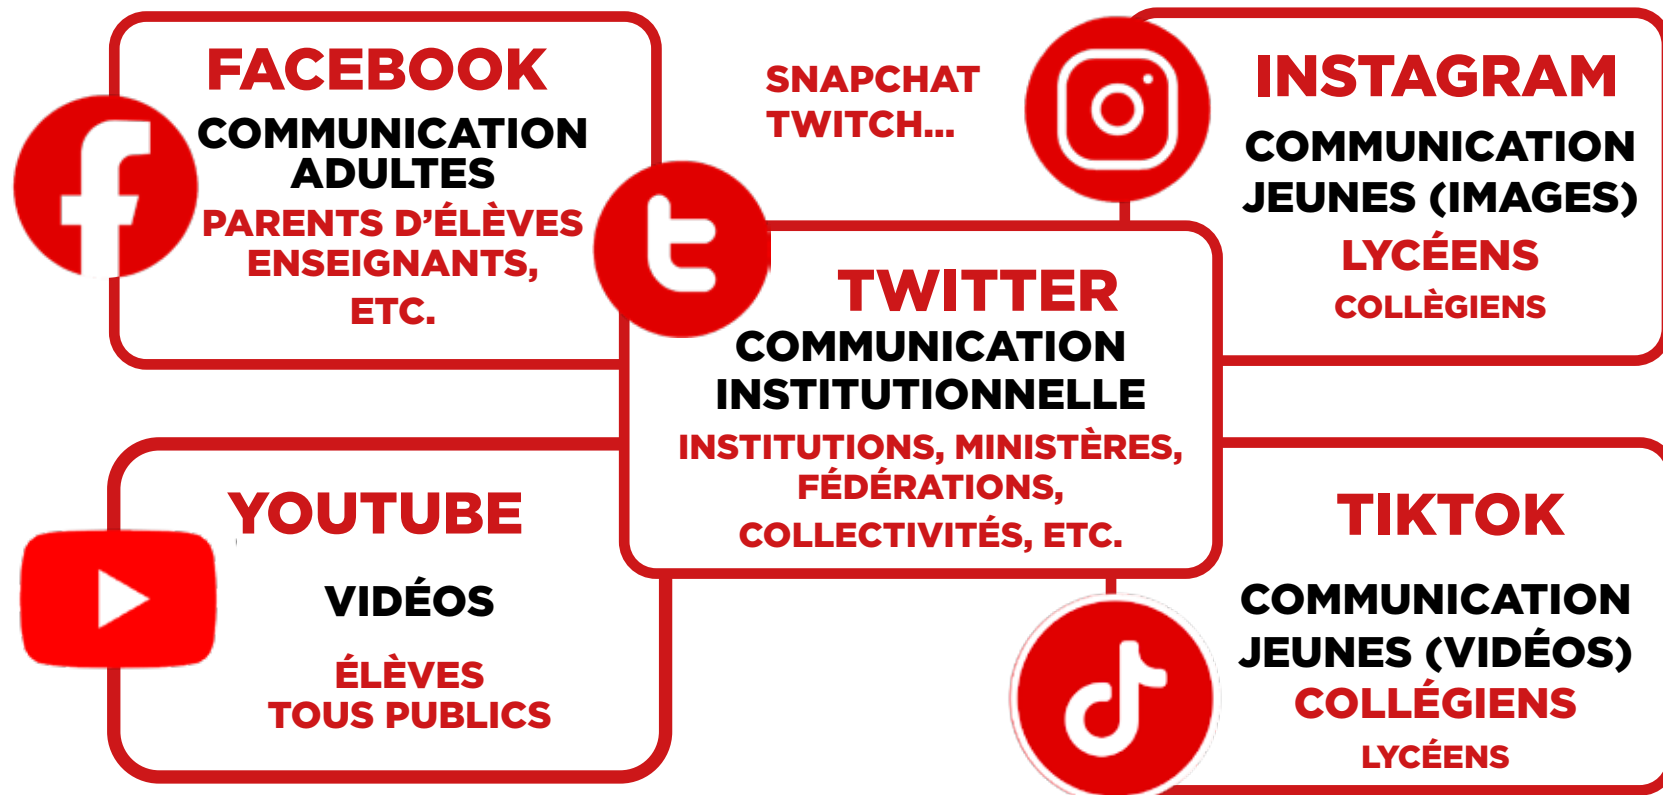 FACEBOOK
COMMUNICATION
ADULTES
PARENTS D’ÉLÈVES
ENSEIGNANTS,
ETC.
SNAPCHAT
TWITCH...
INSTAGRAM
COMMUNICATION
JEUNES (IMAGES)
LYCÉENS
COLLÈGIENS
TWITTER
COMMUNICATION
INSTITUTIONNELLE
INSTITUTIONS, MINISTÈRES,
FÉDÉRATIONS,
COLLECTIVITÉS, ETC.
YOUTUBE
VIDÉOS
ÉLÈVES
TOUS PUBLICS
TIKTOK
COMMUNICATION
JEUNES (VIDÉOS)
COLLÉGIENS
LYCÉENS